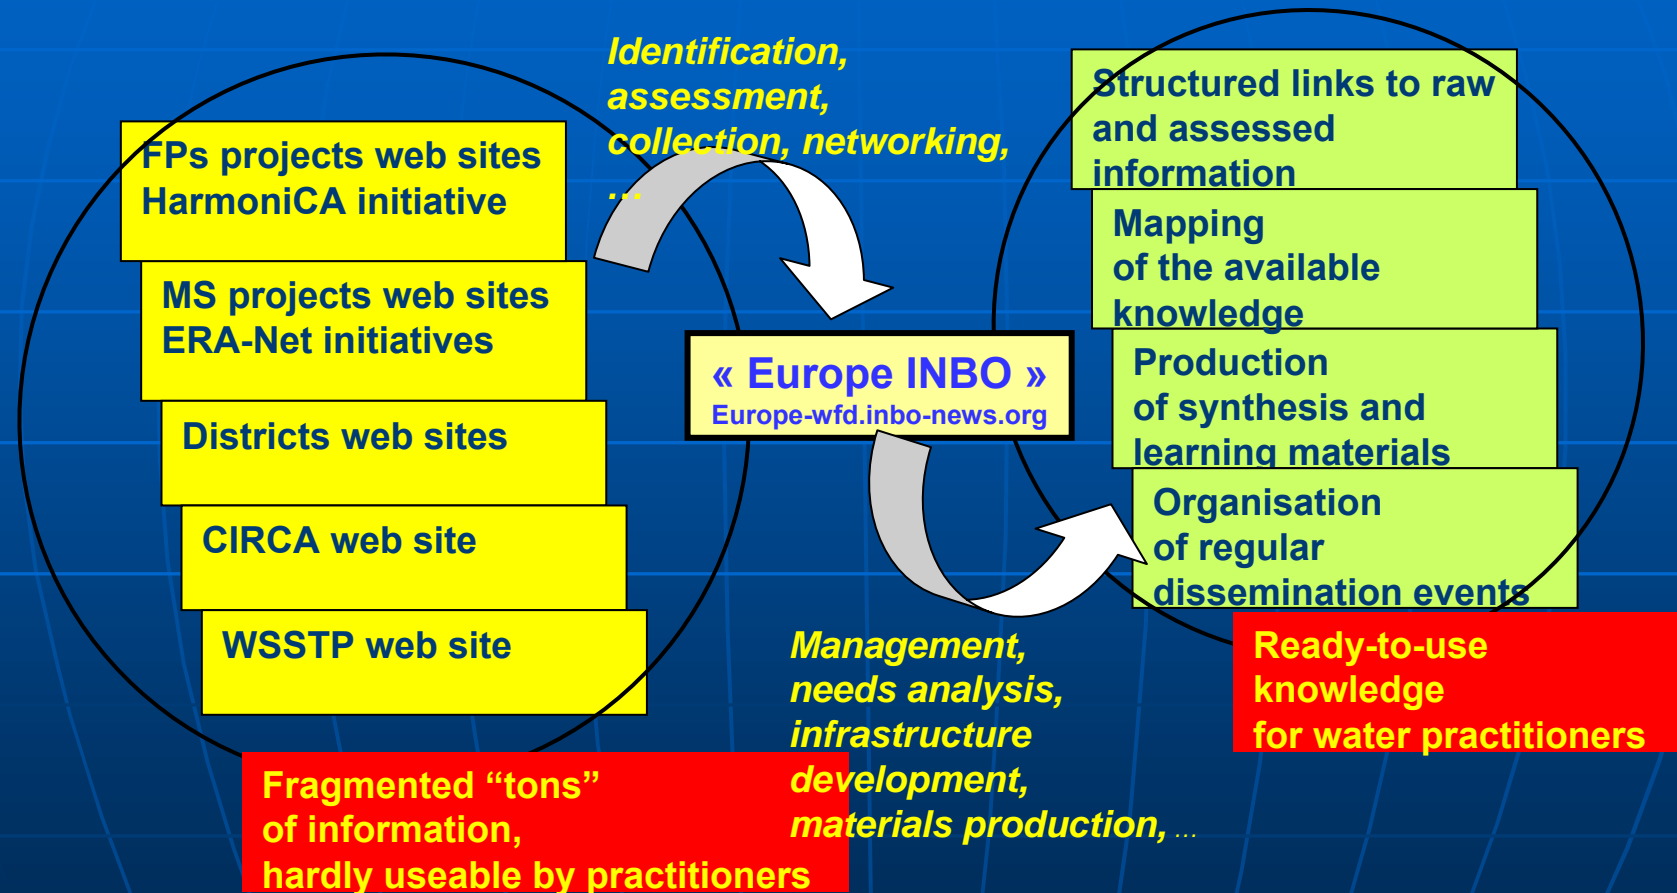 Identification,
assessment,
collection, networking,
…
FPs projects web sites
HarmoniCA initiative
MS projects web sites
ERA-Net initiatives
Districts web sites
CIRCA web site
WSSTP web site
Fragmented “tons”
of information,
hardly useable by practitioners
« Europe INBO »
Europe-wfd.inbo-news.org
Management,
needs analysis,
infrastructure
development,
materials production, …
Structured links to raw
and assessed
information
Mapping
of the available
knowledge
Production
of synthesis and
learning materials
Organisation
of regular
dissemination events
Ready-to-use
knowledge
for water practitioners